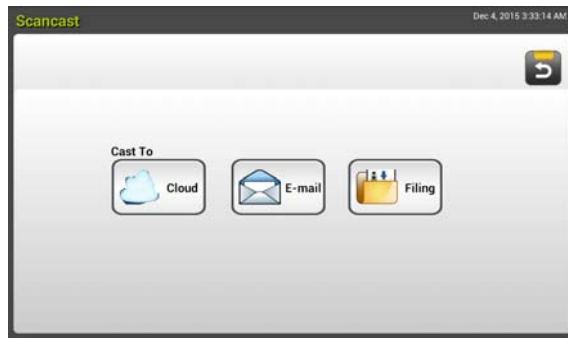 Scancast
Dec 4, 2015 3:33:14 AM
Cast To
Cloud
E-mail
Filing